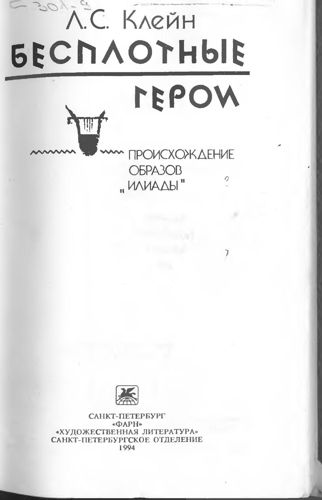 Л.С. Клейн
БЕСПЛОТНЫЕ
ГЕРОИ
ПРОИСХОЖДЕНИЕ
ОБРАЗОВ
„ИЛИАДЫ"
САНКТ-ПЕТЕРБУРГ
«ФАРН»
«ХУДОЖЕСТВЕННАЯ ЛИТЕРАТУРА»
САНКТ-ПЕТЕРБУРГСКОЕ ОТДЕЛЕНИЕ
1994